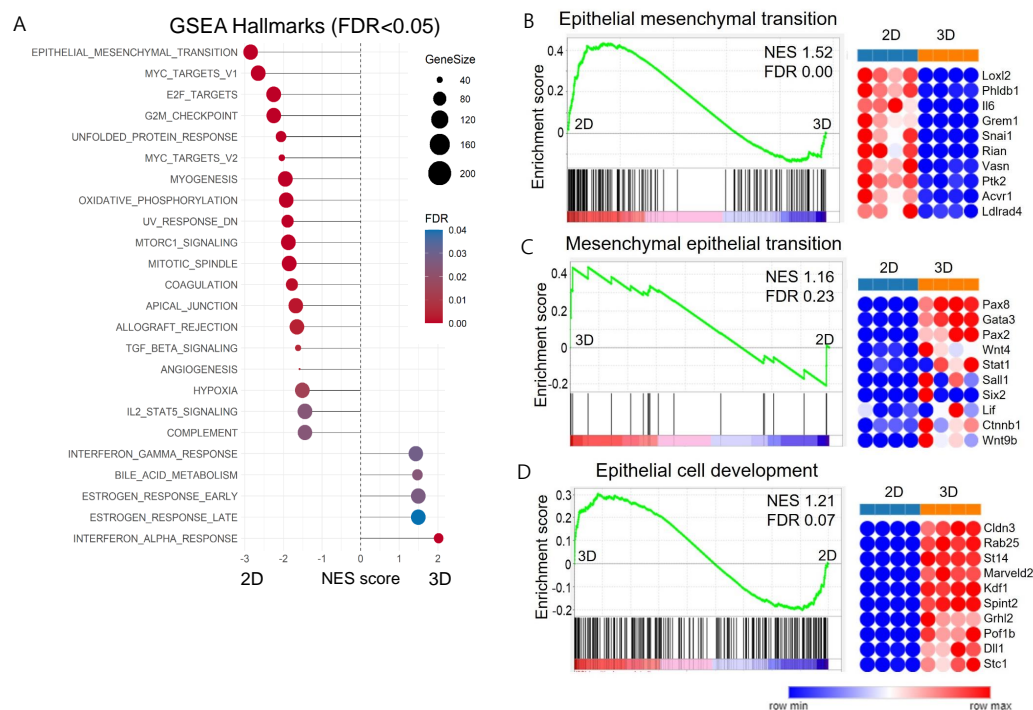 A
GSEA Hallmarks (FDR<0.05)
EPITHELIAL_MESENCHYMAL_TRANSITION
MYC_TARGETS_V1
E2F_TARGETS
G2M_CHECKPOINT
UNFOLDED_PROTEIN_RESPONSE
MYC_TARGETS_V2
MYOGENESIS
OXIDATIVE_PHOSPHORYLATION
UV_RESPONSE_DN
MTORC1_SIGNALING
MITOTIC_SPINDLE
COAGULATION
APICAL_JUNCTION
ALLOGRAFT_REJECTION
TGF_BETA_SIGNALING
ANGIOGENESIS
HYPOXIA
IL2_STAT5_SIGNALING
COMPLEMENT
INTERFERON_GAMMA_RESPONSE
BILE_ACID_METABOLISM
ESTROGEN_RESPONSE_EARLY
ESTROGEN_RESPONSE_LATE
INTERFERON_ALPHA_RESPONSE
-3 -2 -1 0 1 2
2D NES score 3D
GeneSize
40
80
120
160
200
FDR
0.04
0.03
0.02
0.01
0.00
B
Epithelial mesenchymal transition
Enrichment score
0.4
0.2
0
NES 1.52
FDR 0.00
2D 3D
2D 3D
Loxl2
Phldb1
Il6
Grem1
Snai1
Rian
Vasn
Ptk2
Acvr1
Ldlrad4
C
Mesenchymal epithelial transition
Enrichment score
0.4
0.2
0
-0.2
NES 1.16
FDR 0.23
3D 2D
2D 3D
Pax8
Gata3
Pax2
Wnt4
Stat1
Sall1
Six2
Lif
Ctnnb1
Wnt9b
D
Epithelial cell development
Enrichment score
0.3
0.2
0.1
0
-0.1
-0.2
NES 1.21
FDR 0.07
3D 2D
2D 3D
Cldn3
Rab25
St14
Marveld2
Kdf1
Spint2
Grhl2
Pof1b
Dll1
Stc1
row min row max